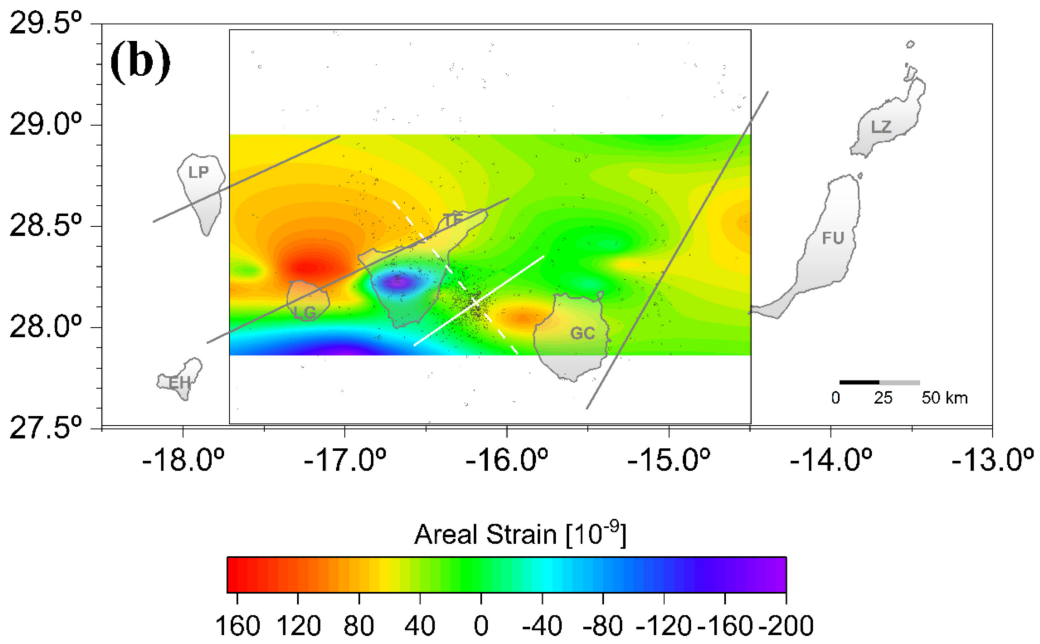 (b)
29.5º
29.0º
28.5º
28.0º
27.5º
LP
TF
LG
EH
GC
LZ
FU
0 25 50 km
-18.0º -17.0º -16.0º -15.0º -14.0º -13.0º
Areal Strain [10⁻⁹]
160 120 80 40 0 -40 -80 -120 -160 -200